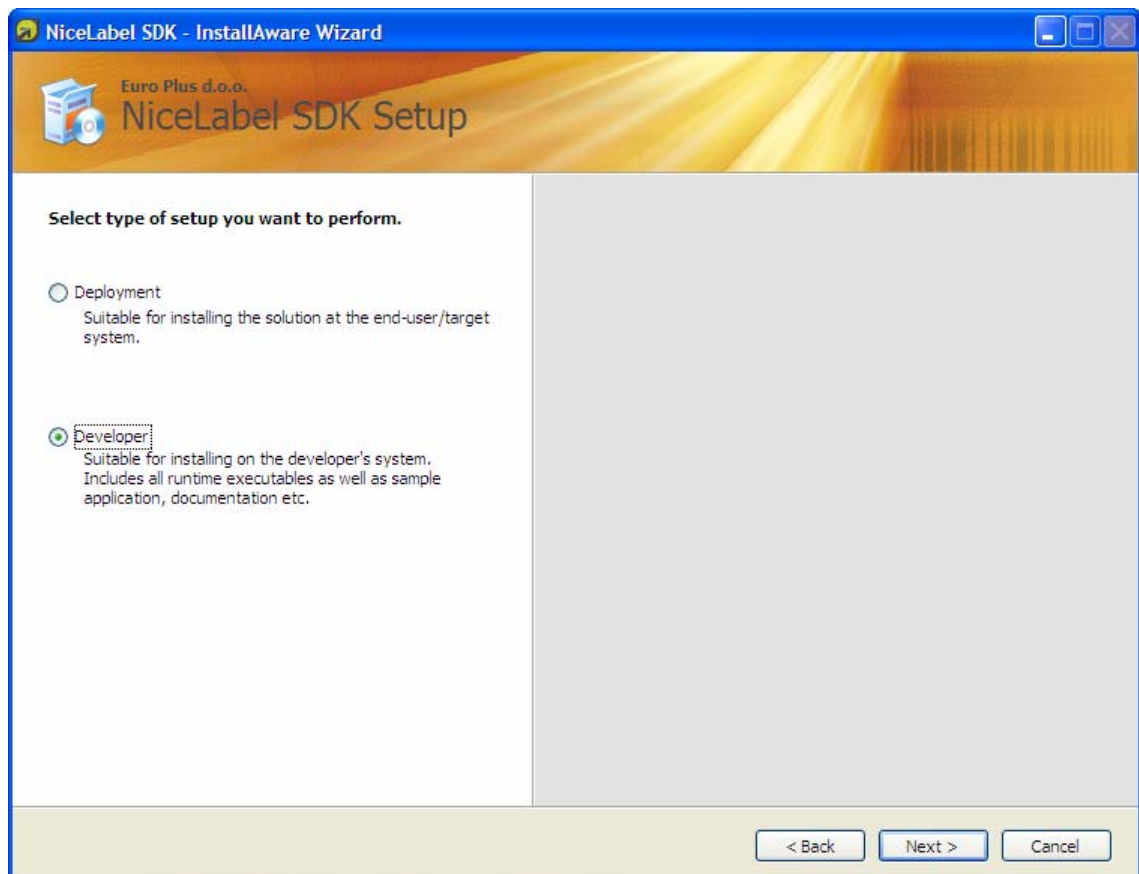 NiceLabel SDK - InstallAware Wizard
Euro Plus d.o.o.
NiceLabel SDK Setup
Select type of setup you want to perform.
Deployment
Suitable for installing the solution at the end-user/target
system.
Developer
Suitable for installing on the developer's system.
Includes all runtime executables as well as sample
application, documentation etc.
< Back Next > Cancel